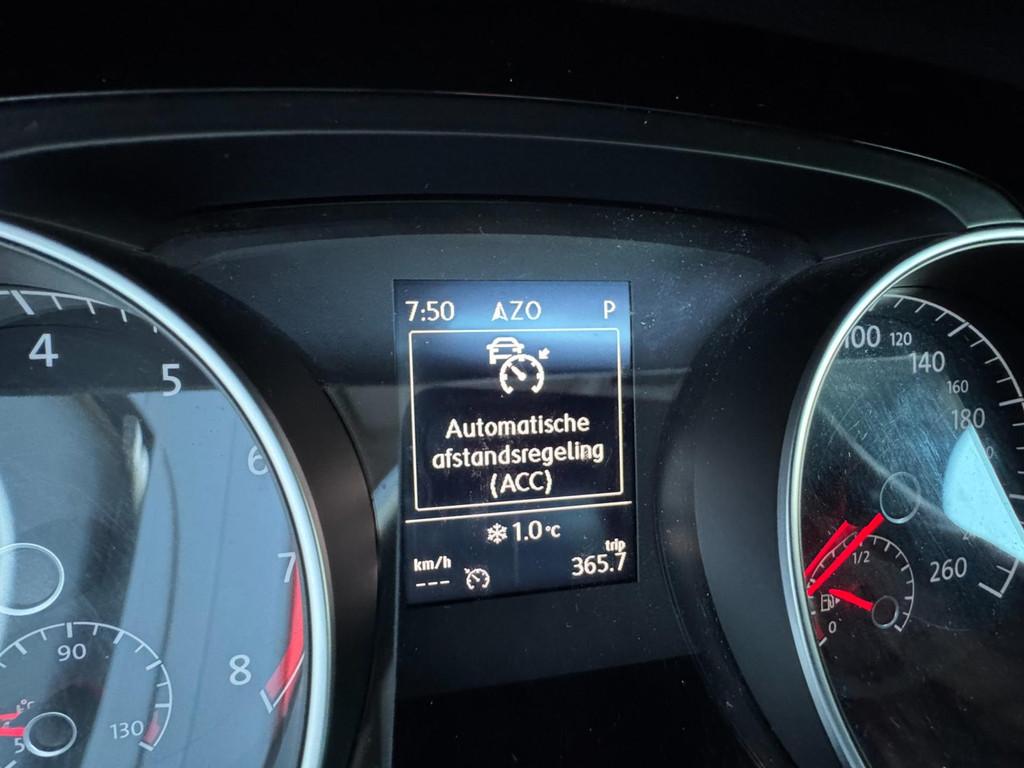 7:50 AZO P
Automatische
afstandsregeling
(ACC)
1.0 °C
km/h
---
trip
365.7
4
5
6
7
8
90
130
100
120
140
160
180
260
1/2
0